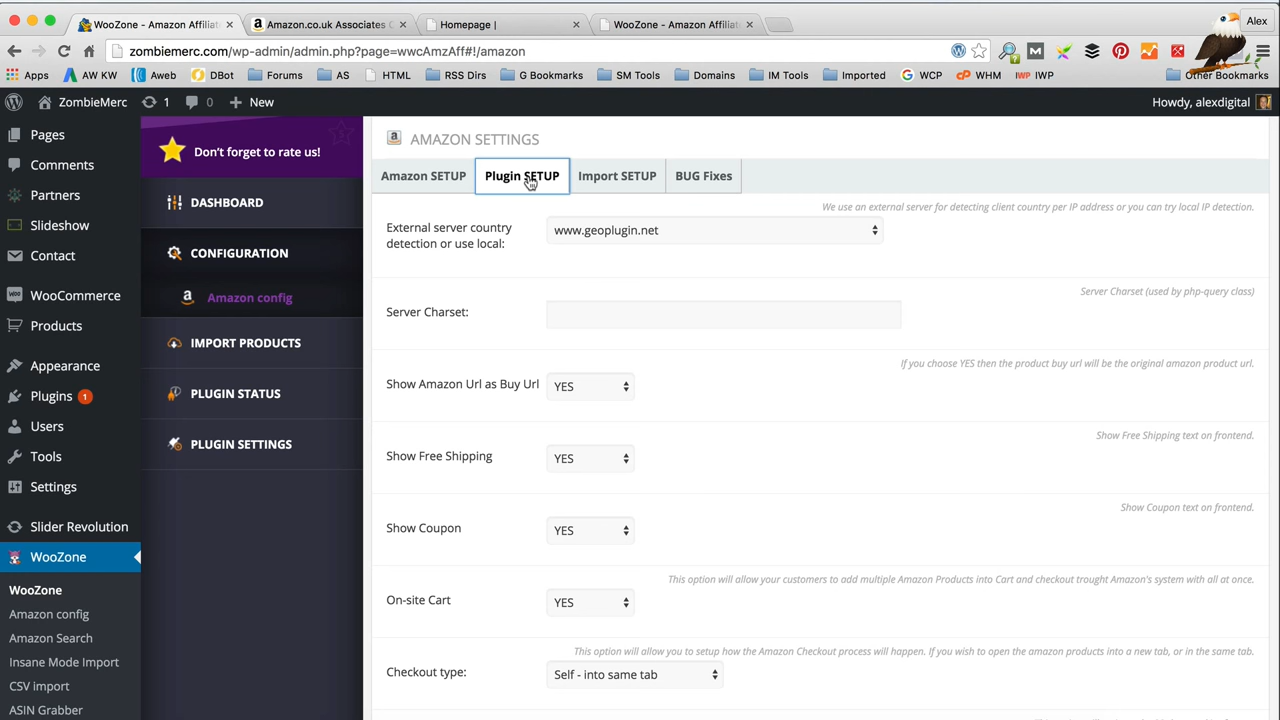 WooZone - Amazon Affilia
Amazon.co.uk Associates C
Homepage |
WooZone - Amazon Affiliat
Alex
zombiemerc.com/wp-admin/admin.php?page=wwcAmzAff#!/amazon
Apps
AW KW
Aweb
DBot
Forums
AS
HTML
RSS Dirs
G Bookmarks
SM Tools
Domains
IM Tools
Imported
WCP
WHM
IWP
Other Bookmarks
ZombieMerc
1
0
New
Howdy, alexdigital
Pages
Comments
Partners
Slideshow
Contact
WooCommerce
Products
Appearance
Plugins 1
Users
Tools
Settings
Slider Revolution
WooZone
WooZone
Amazon config
Amazon Search
Insane Mode Import
CSV import
ASIN Grabber
Don't forget to rate us!
DASHBOARD
CONFIGURATION
Amazon config
IMPORT PRODUCTS
PLUGIN STATUS
PLUGIN SETTINGS
AMAZON SETTINGS
Amazon SETUP
Plugin SETUP
Import SETUP
BUG Fixes
We use an external server for detecting client country per IP address or you can try local IP detection.
External server country
detection or use local:
www.geoplugin.net
Server Charset (used by php-query class)
Server Charset:
If you choose YES then the product buy url will be the original amazon product url.
Show Amazon Url as Buy Url
YES
Show Free Shipping text on frontend.
Show Free Shipping
YES
Show Coupon text on frontend.
Show Coupon
YES
This option will allow your customers to add multiple Amazon Products into Cart and checkout trought Amazon's system with all at once.
On-site Cart
YES
This option will allow you to setup how the Amazon Checkout process will happen. If you wish to open the amazon products into a new tab, or in the same tab.
Checkout type:
Self - into same tab